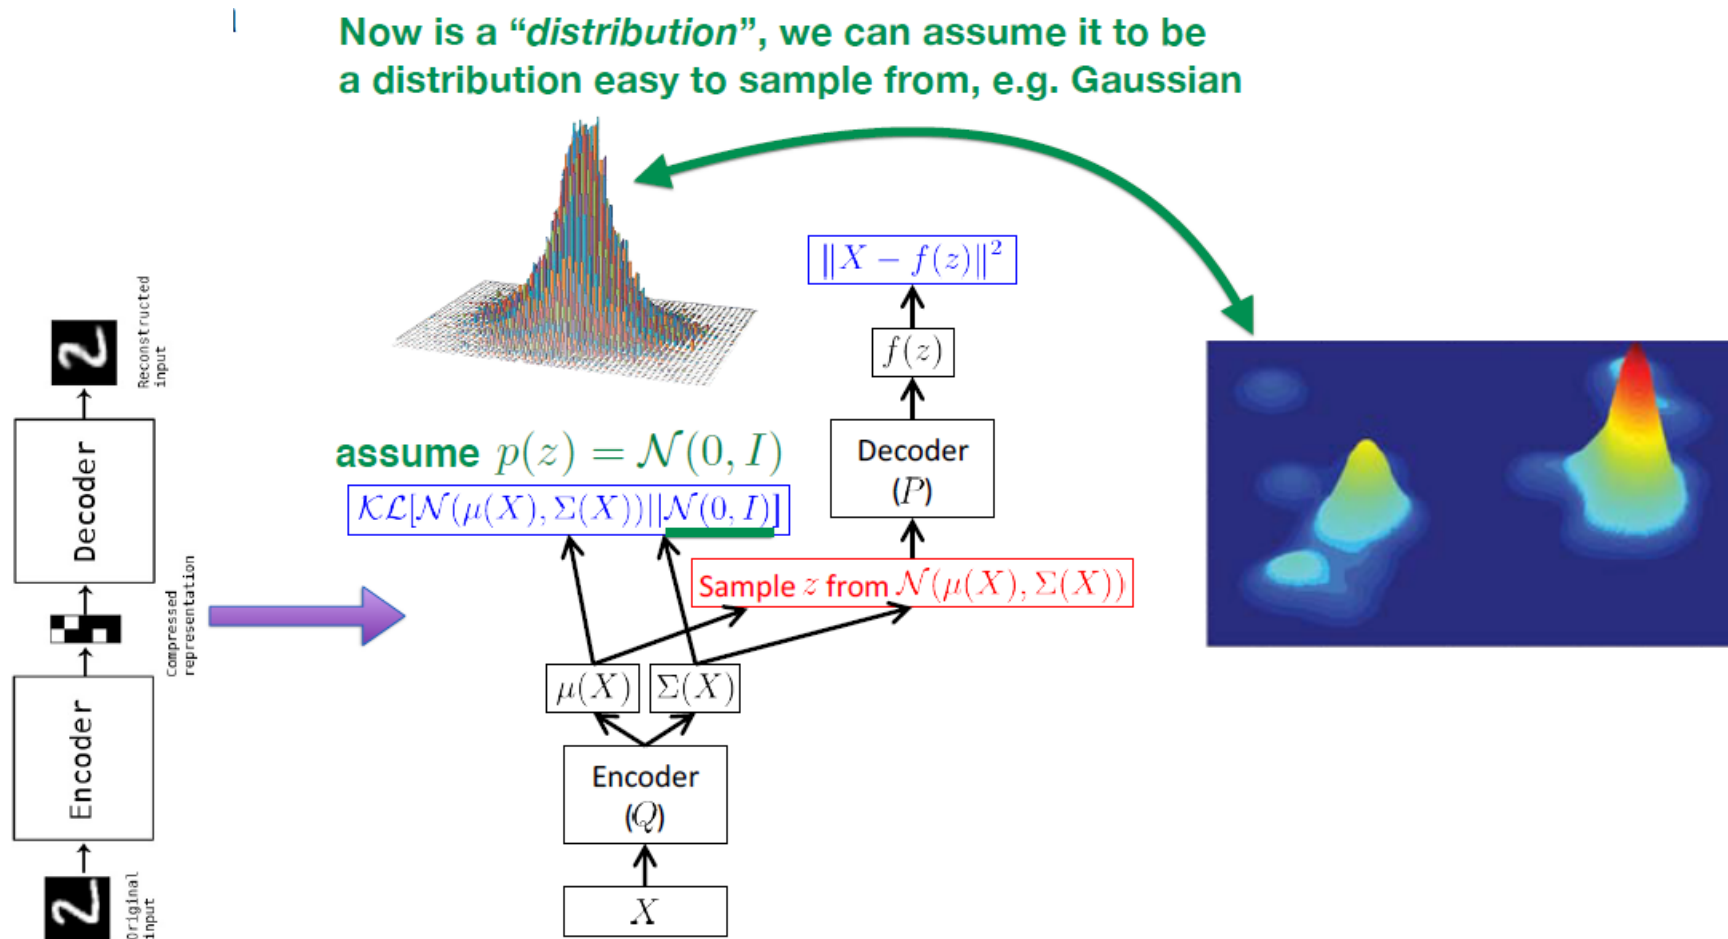 Now is a “distribution”, we can assume it to be
a distribution easy to sample from, e.g. Gaussian
Reconstructed
input
Decoder
Compressed
representation
Encoder
Original
input
assume p(z) = 𝒩(0, I)
𝒦ℒ[𝒩(μ(X), Σ(X))||𝒩(0, I)]
‖X − f(z)‖²
f(z)
Decoder
(P)
Sample z from 𝒩(μ(X), Σ(X))
μ(X)
Σ(X)
Encoder
(Q)
X